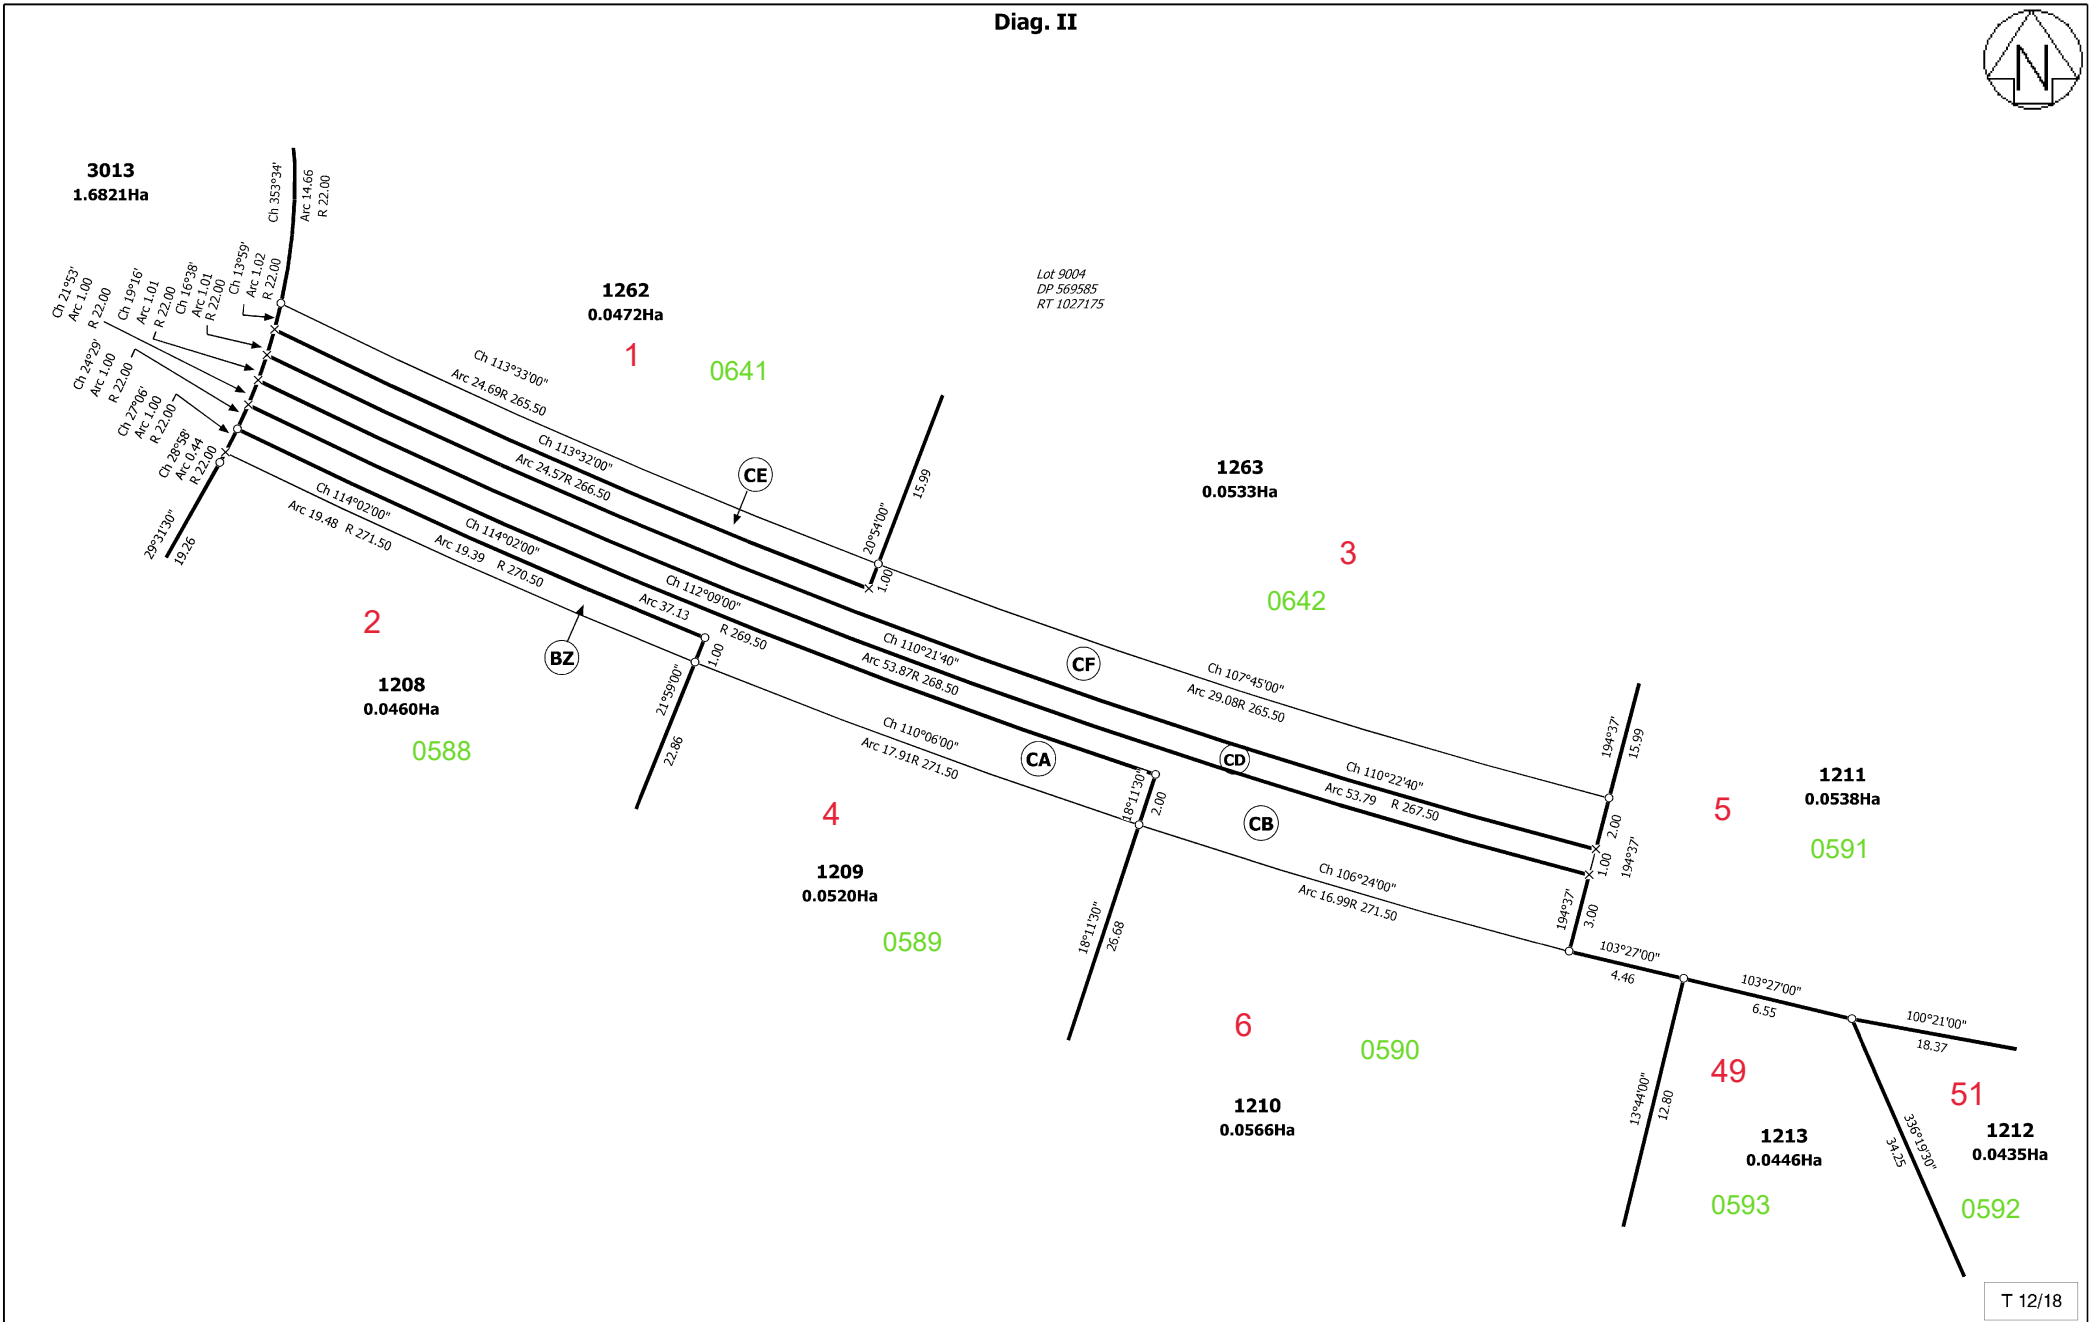 Diag. II
N
3013
1.6821Ha
Ch 353°34'
Arc 14.66
R 22.00
Ch 13°59'
Arc 1.02
R 22.00
Ch 16°38'
Arc 1.01
R 22.00
Ch 19°16'
Arc 1.01
R 22.00
Ch 21°53'
Arc 1.00
R 22.00
Ch 24°29'
Arc 1.00
R 22.00
Ch 27°06'
Arc 1.00
R 22.00
Ch 28°58'
Arc 0.44
R 22.00
29°31'30"
19.26
1262
0.0472Ha
1
0641
Lot 9004
DP 569585
RT 1027175
Ch 113°33'00"
Arc 24.69R 265.50
Ch 113°32'00"
Arc 24.57R 266.50
CE
20°54'00"
15.99
1.00
1263
0.0533Ha
3
0642
Ch 114°02'00"
Arc 19.48 R 271.50
Ch 114°02'00"
Arc 19.39 R 270.50
Ch 112°09'00"
Arc 37.13 R 269.50
Ch 110°21'40"
Arc 53.87R 268.50
CF
Ch 107°45'00"
Arc 29.08R 265.50
BZ
2
1208
0.0460Ha
0588
21°59'00"
22.86
1.00
Ch 110°06'00"
Arc 17.91R 271.50
CA
CD
Ch 110°22'40"
Arc 53.79 R 267.50
194°37'
15.99
1211
0.0538Ha
5
0591
18°11'30"
2.00
CB
2.00
1.00
194°37'
4
1209
0.0520Ha
0589
Ch 106°24'00"
Arc 16.99R 271.50
194°37'
3.00
18°11'30"
26.68
103°27'00"
4.46
103°27'00"
6.55
100°21'00"
18.37
6
0590
1210
0.0566Ha
13°44'00"
12.80
49
1213
0.0446Ha
0593
336°19'30"
34.25
51
1212
0.0435Ha
0592
T 12/18